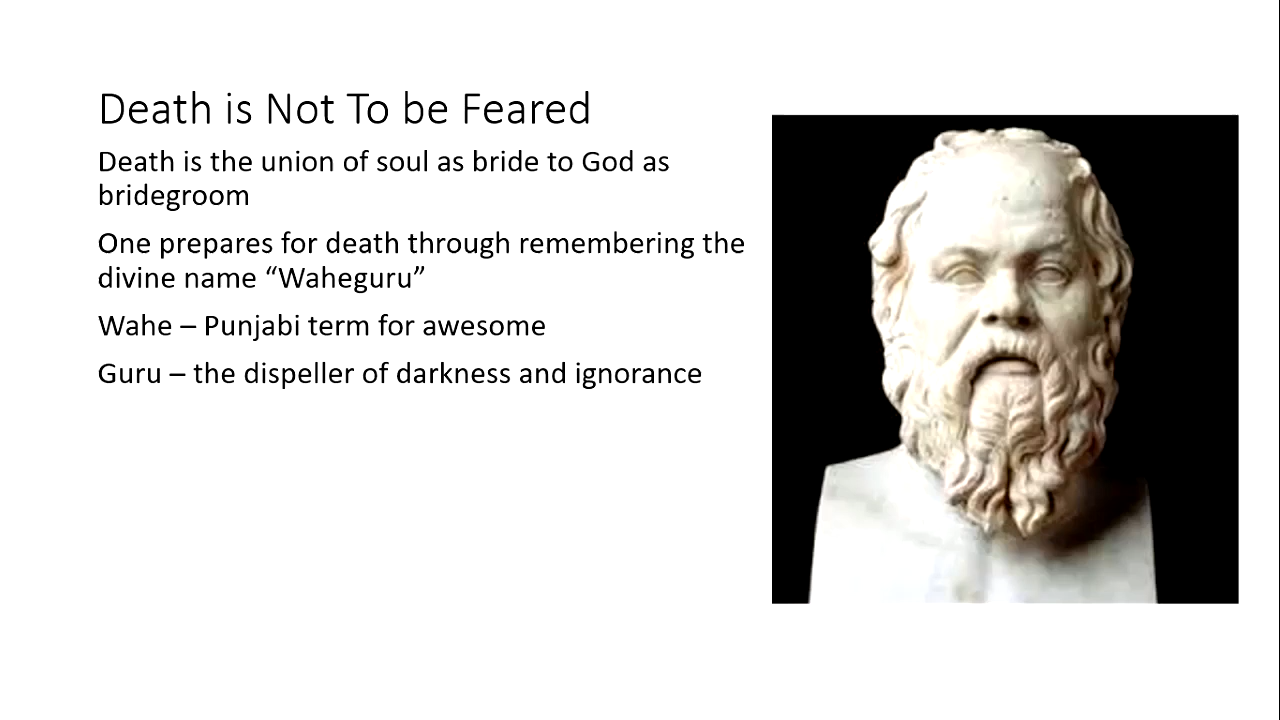 Death is Not To be Feared
Death is the union of soul as bride to God as
bridegroom
One prepares for death through remembering the
divine name “Waheguru”
Wahe – Punjabi term for awesome
Guru – the dispeller of darkness and ignorance